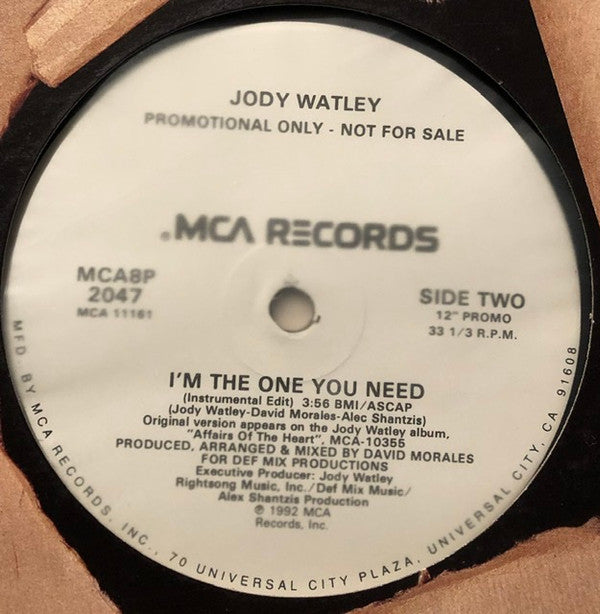 JODY WATLEY
PROMOTIONAL ONLY - NOT FOR SALE
MCA RECORDS
MCA8P
2047
MCA 11161
SIDE TWO
12" PROMO
33 1/3 R.P.M.
I'M THE ONE YOU NEED
(Instrumental Edit) 3:56 BMI/ASCAP
(Jody Watley-David Morales-Alec Shantzis)
Original version appears on the Jody Watley album,
"Affairs Of The Heart", MCA-10355
PRODUCED, ARRANGED & MIXED BY DAVID MORALES
FOR DEF MIX PRODUCTIONS
Executive Producer: Jody Watley
Rightsong Music, Inc./Def Mix Music/
Alex Shantzis Production
℗ 1992 MCA
Records, Inc.
MFD. BY MCA RECORDS, INC., 70 UNIVERSAL CITY PLAZA, UNIVERSAL CITY, CA 91608